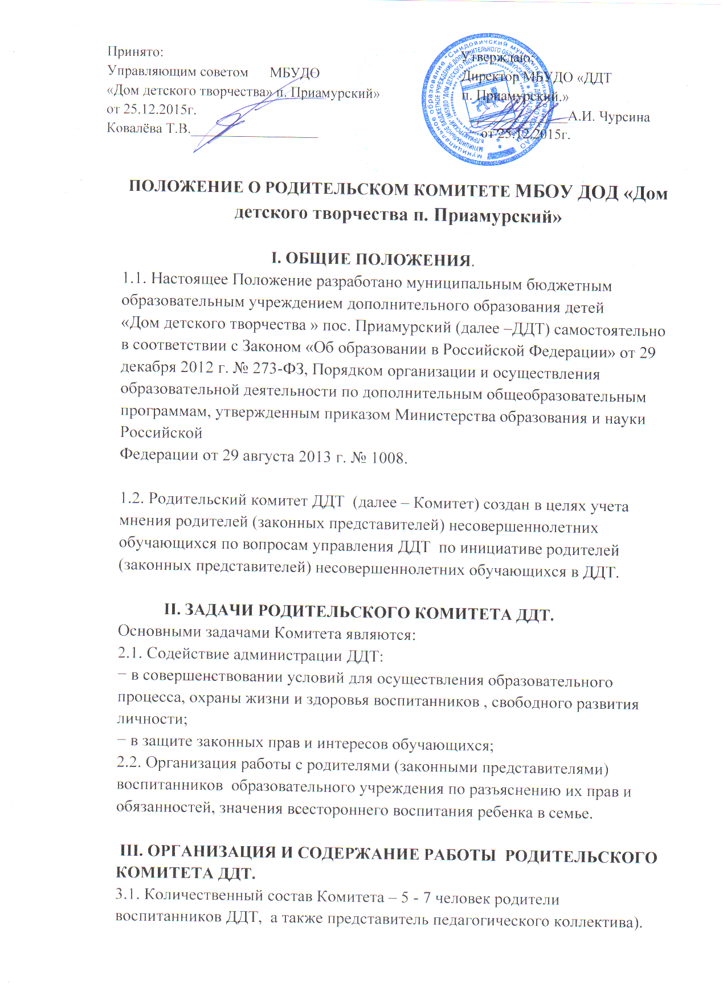 Принято:
Управляющим советом МБУДО
«Дом детского творчества» п. Приамурский»
от 25.12.2015г.
Ковалёва Т.В.________________
Утверждаю:
Директор МБУДО «ДДТ
п. Приамурский.»
_____________А.И. Чурсина
от 25.12.2015г.
ПОЛОЖЕНИЕ О РОДИТЕЛЬСКОМ КОМИТЕТЕ МБОУ ДОД «Дом
детского творчества п. Приамурский»
I. ОБЩИЕ ПОЛОЖЕНИЯ.
1.1. Настоящее Положение разработано муниципальным бюджетным
образовательным учреждением дополнительного образования детей
«Дом детского творчества » пос. Приамурский (далее –ДДТ) самостоятельно
в соответствии с Законом «Об образовании в Российской Федерации» от 29
декабря 2012 г. № 273-ФЗ, Порядком организации и осуществления
образовательной деятельности по дополнительным общеобразовательным
программам, утвержденным приказом Министерства образования и науки
Российской
Федерации от 29 августа 2013 г. № 1008.
1.2. Родительский комитет ДДТ (далее – Комитет) создан в целях учета
мнения родителей (законных представителей) несовершеннолетних
обучающихся по вопросам управления ДДТ по инициативе родителей
(законных представителей) несовершеннолетних обучающихся в ДДТ.
II. ЗАДАЧИ РОДИТЕЛЬСКОГО КОМИТЕТА ДДТ.
Основными задачами Комитета являются:
2.1. Содействие администрации ДДТ:
− в совершенствовании условий для осуществления образовательного
процесса, охраны жизни и здоровья воспитанников , свободного развития
личности;
− в защите законных прав и интересов обучающихся;
2.2. Организация работы с родителями (законными представителями)
воспитанников образовательного учреждения по разъяснению их прав и
обязанностей, значения всестороннего воспитания ребенка в семье.
III. ОРГАНИЗАЦИЯ И СОДЕРЖАНИЕ РАБОТЫ РОДИТЕЛЬСКОГО
КОМИТЕТА ДДТ.
3.1. Количественный состав Комитета – 5 - 7 человек родители
воспитанников ДДТ, а также представитель педагогического коллектива).